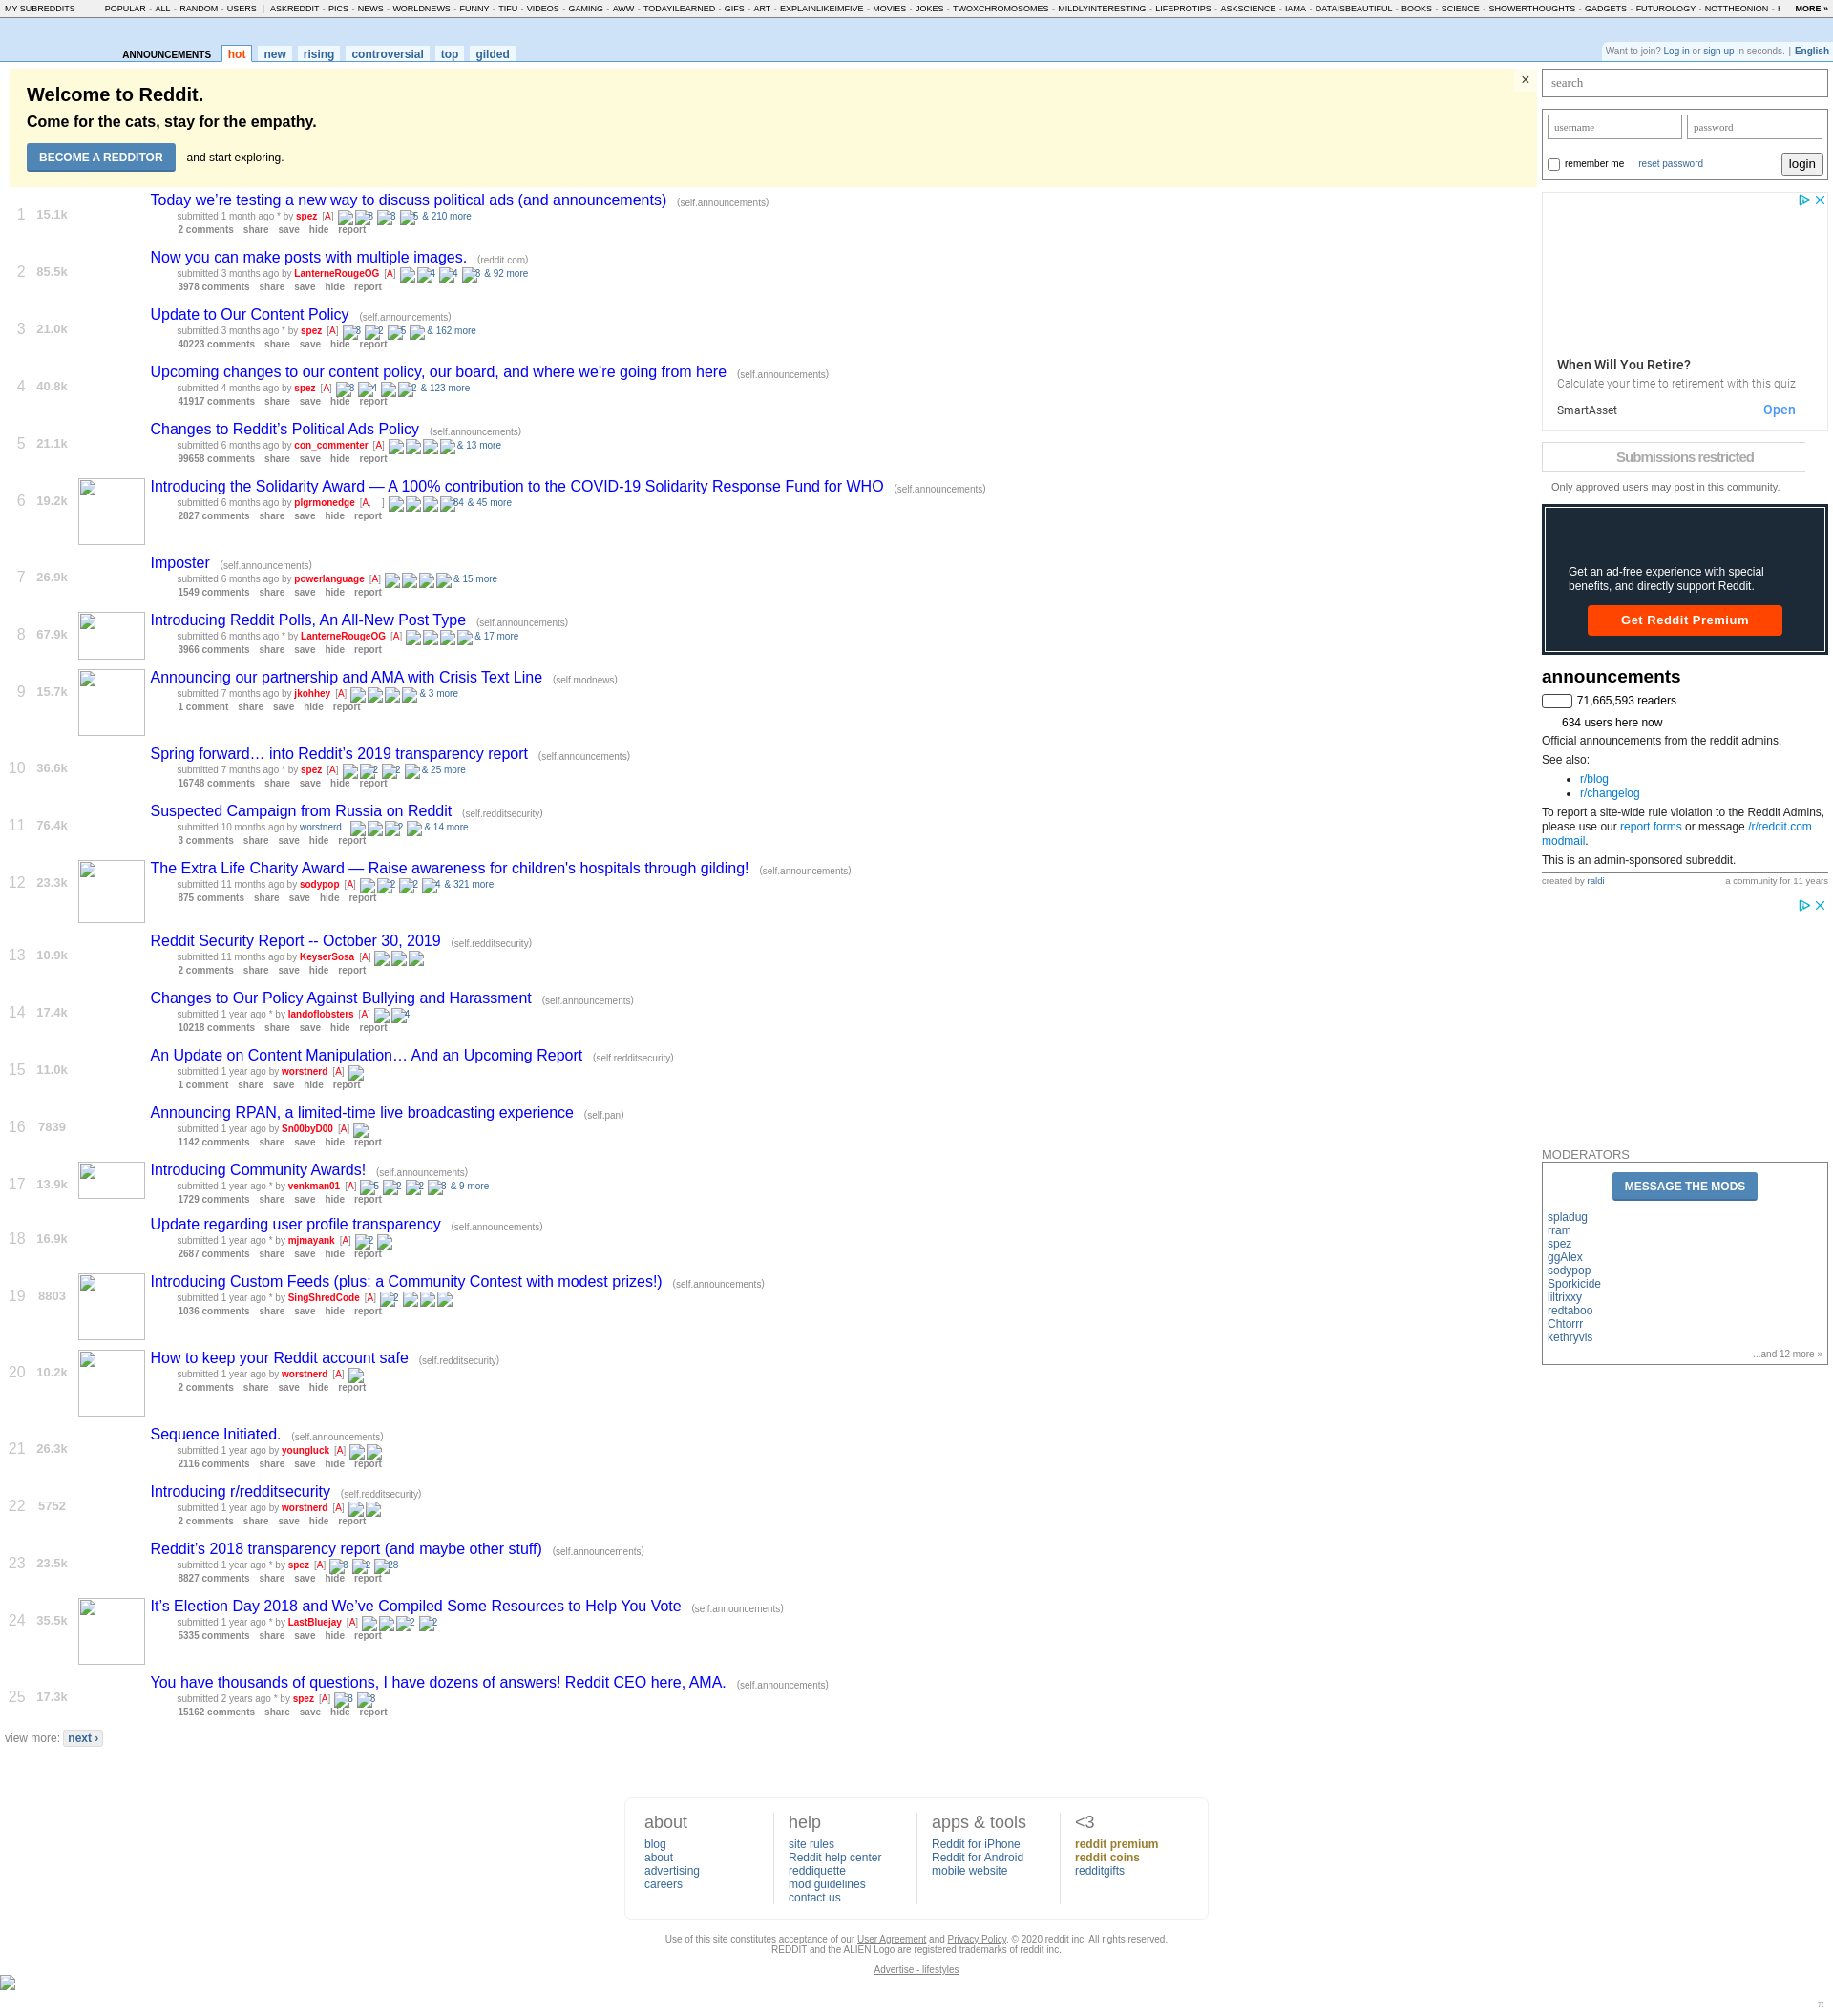 MY SUBREDDITS POPULAR - ALL - RANDOM - USERS | ASKREDDIT - PICS - NEWS - WORLDNEWS - FUNNY - TIFU - VIDEOS - GAMING - AWW - TODAYILEARNED - GIFS - ART - EXPLAINLIKEIMFIVE - MOVIES - JOKES - TWOXCHROMOSOMES - MILDLYINTERESTING - LIFEPROTIPS - ASKSCIENCE - IAMA - DATAISBEAUTIFUL - BOOKS - SCIENCE - SHOWERTHOUGHTS - GADGETS - FUTUROLOGY - NOTTHEONION - MORE »
ANNOUNCEMENTS hot new rising controversial top gilded
Want to join? Log in or sign up in seconds. | English
Welcome to Reddit.
Come for the cats, stay for the empathy.
BECOME A REDDITOR and start exploring.
×
1 15.1k Today we're testing a new way to discuss political ads (and announcements) (self.announcements)
submitted 1 month ago * by spez [A] & 210 more
2 comments share save hide report
2 85.5k Now you can make posts with multiple images. (reddit.com)
submitted 3 months ago by LanterneRougeOG [A] 4 4 3 & 92 more
3978 comments share save hide report
3 21.0k Update to Our Content Policy (self.announcements)
submitted 3 months ago * by spez [A] 3 2 5 & 162 more
40223 comments share save hide report
4 40.8k Upcoming changes to our content policy, our board, and where we're going from here (self.announcements)
submitted 4 months ago by spez [A] 3 4 2 & 123 more
41917 comments share save hide report
5 21.1k Changes to Reddit's Political Ads Policy (self.announcements)
submitted 6 months ago by con_commenter [A] & 13 more
99658 comments share save hide report
6 19.2k Introducing the Solidarity Award — A 100% contribution to the COVID-19 Solidarity Response Fund for WHO (self.announcements)
submitted 6 months ago by plgrmonedge [A, ] & 45 more
2827 comments share save hide report
7 26.9k Imposter (self.announcements)
submitted 6 months ago by powerlanguage [A] & 15 more
1549 comments share save hide report
8 67.9k Introducing Reddit Polls, An All-New Post Type (self.announcements)
submitted 6 months ago * by LanterneRougeOG [A] & 17 more
3966 comments share save hide report
9 15.7k Announcing our partnership and AMA with Crisis Text Line (self.modnews)
submitted 7 months ago by jkohhey [A] & 3 more
1 comment share save hide report
10 36.6k Spring forward… into Reddit's 2019 transparency report (self.announcements)
submitted 7 months ago * by spez [A] 2 2 & 25 more
16748 comments share save hide report
11 76.4k Suspected Campaign from Russia on Reddit (self.redditsecurity)
submitted 10 months ago by worstnerd 2 & 14 more
3 comments share save hide report
12 23.3k The Extra Life Charity Award — Raise awareness for children's hospitals through gilding! (self.announcements)
submitted 11 months ago by sodypop [A] 2 2 4 & 321 more
875 comments share save hide report
13 10.9k Reddit Security Report -- October 30, 2019 (self.redditsecurity)
submitted 11 months ago by KeyserSosa [A]
2 comments share save hide report
14 17.4k Changes to Our Policy Against Bullying and Harassment (self.announcements)
submitted 1 year ago * by landoflobsters [A] 4
10218 comments share save hide report
15 11.0k An Update on Content Manipulation… And an Upcoming Report (self.redditsecurity)
submitted 1 year ago by worstnerd [A]
1 comment share save hide report
16 7839 Announcing RPAN, a limited-time live broadcasting experience (self.pan)
submitted 1 year ago by Sn00byD00 [A]
1142 comments share save hide report
17 13.9k Introducing Community Awards! (self.announcements)
submitted 1 year ago * by venkman01 [A] 5 2 2 3 & 9 more
1729 comments share save hide report
18 16.9k Update regarding user profile transparency (self.announcements)
submitted 1 year ago * by mjmayank [A] 2
2687 comments share save hide report
19 8803 Introducing Custom Feeds (plus: a Community Contest with modest prizes!) (self.announcements)
submitted 1 year ago * by SingShredCode [A] 2
1036 comments share save hide report
20 10.2k How to keep your Reddit account safe (self.redditsecurity)
submitted 1 year ago by worstnerd [A]
2 comments share save hide report
21 26.3k Sequence Initiated. (self.announcements)
submitted 1 year ago by youngluck [A]
2116 comments share save hide report
22 5752 Introducing r/redditsecurity (self.redditsecurity)
submitted 1 year ago by worstnerd [A]
2 comments share save hide report
23 23.5k Reddit's 2018 transparency report (and maybe other stuff) (self.announcements)
submitted 1 year ago * by spez [A] 3 2 28
8827 comments share save hide report
24 35.5k It's Election Day 2018 and We've Compiled Some Resources to Help You Vote (self.announcements)
submitted 1 year ago * by LastBluejay [A] 2 2
5335 comments share save hide report
25 17.3k You have thousands of questions, I have dozens of answers! Reddit CEO here, AMA. (self.announcements)
submitted 2 years ago * by spez [A] 3 3
15162 comments share save hide report
view more: next ›
search
username password
remember me reset password login
When Will You Retire?
Calculate your time to retirement with this quiz
SmartAsset Open
Submissions restricted
Only approved users may post in this community.
Get an ad-free experience with special
benefits, and directly support Reddit.
Get Reddit Premium
announcements
71,665,593 readers
634 users here now
Official announcements from the reddit admins.
See also:
• r/blog
• r/changelog
To report a site-wide rule violation to the Reddit Admins,
please use our report forms or message /r/reddit.com
modmail.
This is an admin-sponsored subreddit.
created by raldi a community for 11 years
MODERATORS
MESSAGE THE MODS
spladug
rram
spez
ggAlex
sodypop
Sporkicide
liltrixxy
redtaboo
Chtorrr
kethryvis
...and 12 more »
about
blog
about
advertising
careers
help
site rules
Reddit help center
reddiquette
mod guidelines
contact us
apps & tools
Reddit for iPhone
Reddit for Android
mobile website
<3
reddit premium
reddit coins
redditgifts
Use of this site constitutes acceptance of our User Agreement and Privacy Policy. © 2020 reddit inc. All rights reserved.
REDDIT and the ALIEN Logo are registered trademarks of reddit inc.
Advertise - lifestyles
π